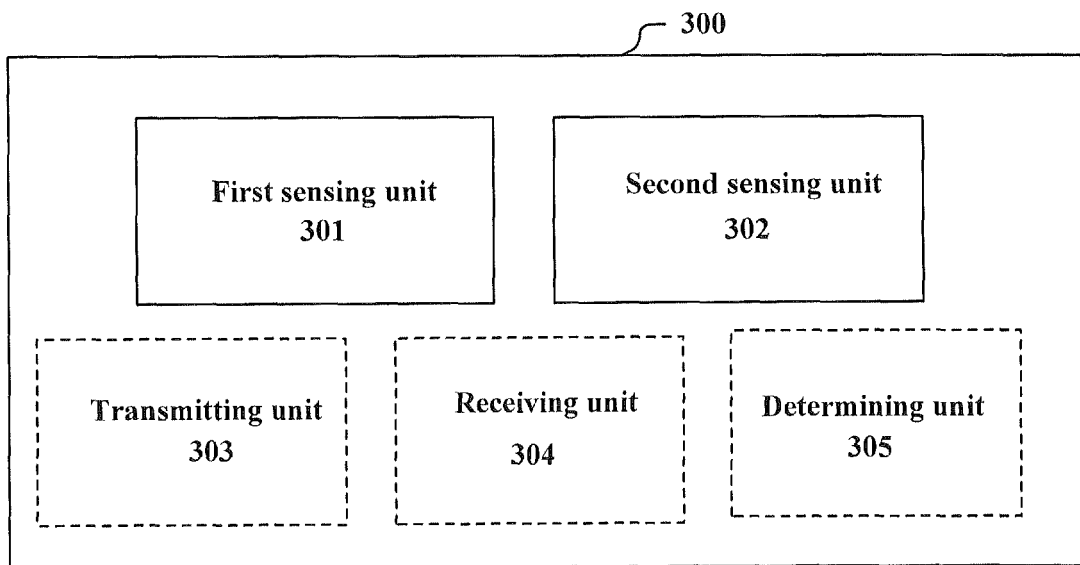 300
First sensing unit
301
Second sensing unit
302
Transmitting unit
303
Receiving unit
304
Determining unit
305